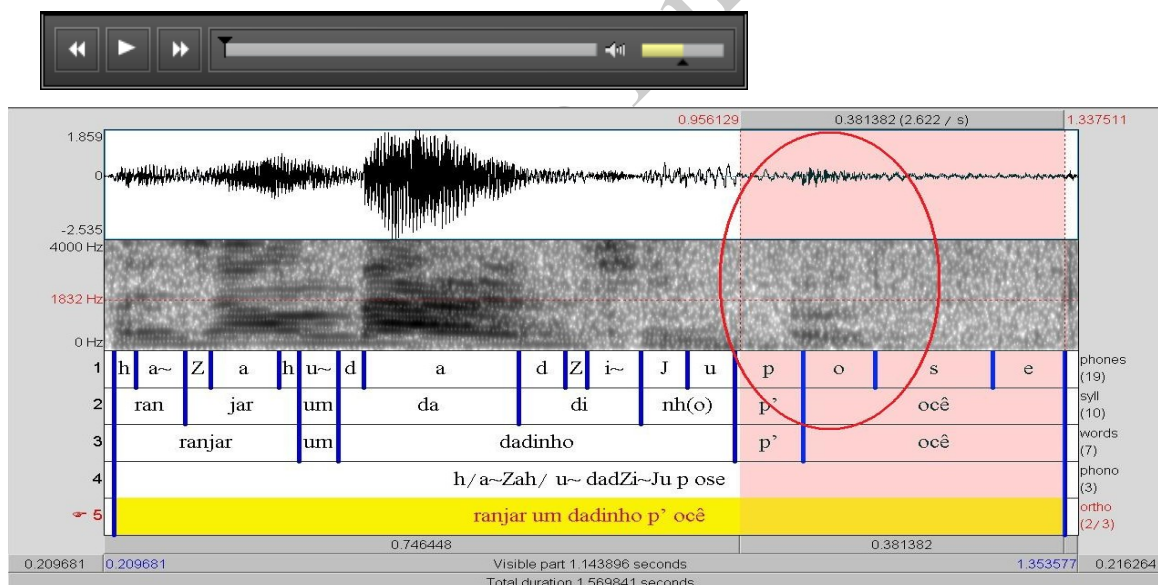 0.956129 0.381382 (2.622 / s) 1.337511
1.859
0
-2.535
4000 Hz
1832 Hz
0 Hz
1 h a~ Z a h u~ d a d Z i~ J u p o s e phones (19)
2 ran jar um da di nh(o) p' ocê syll (10)
3 ranjar um dadinho p' ocê words (7)
4 h/a~Zah/ u~ dadZi~Ju p ose phono (3)
5 ranjar um dadinho p' ocê ortho (2/3)
0.746448 0.381382
0.209681 0.209681 Visible part 1.143896 seconds 1.353577 0.216264
Total duration 1.569841 seconds